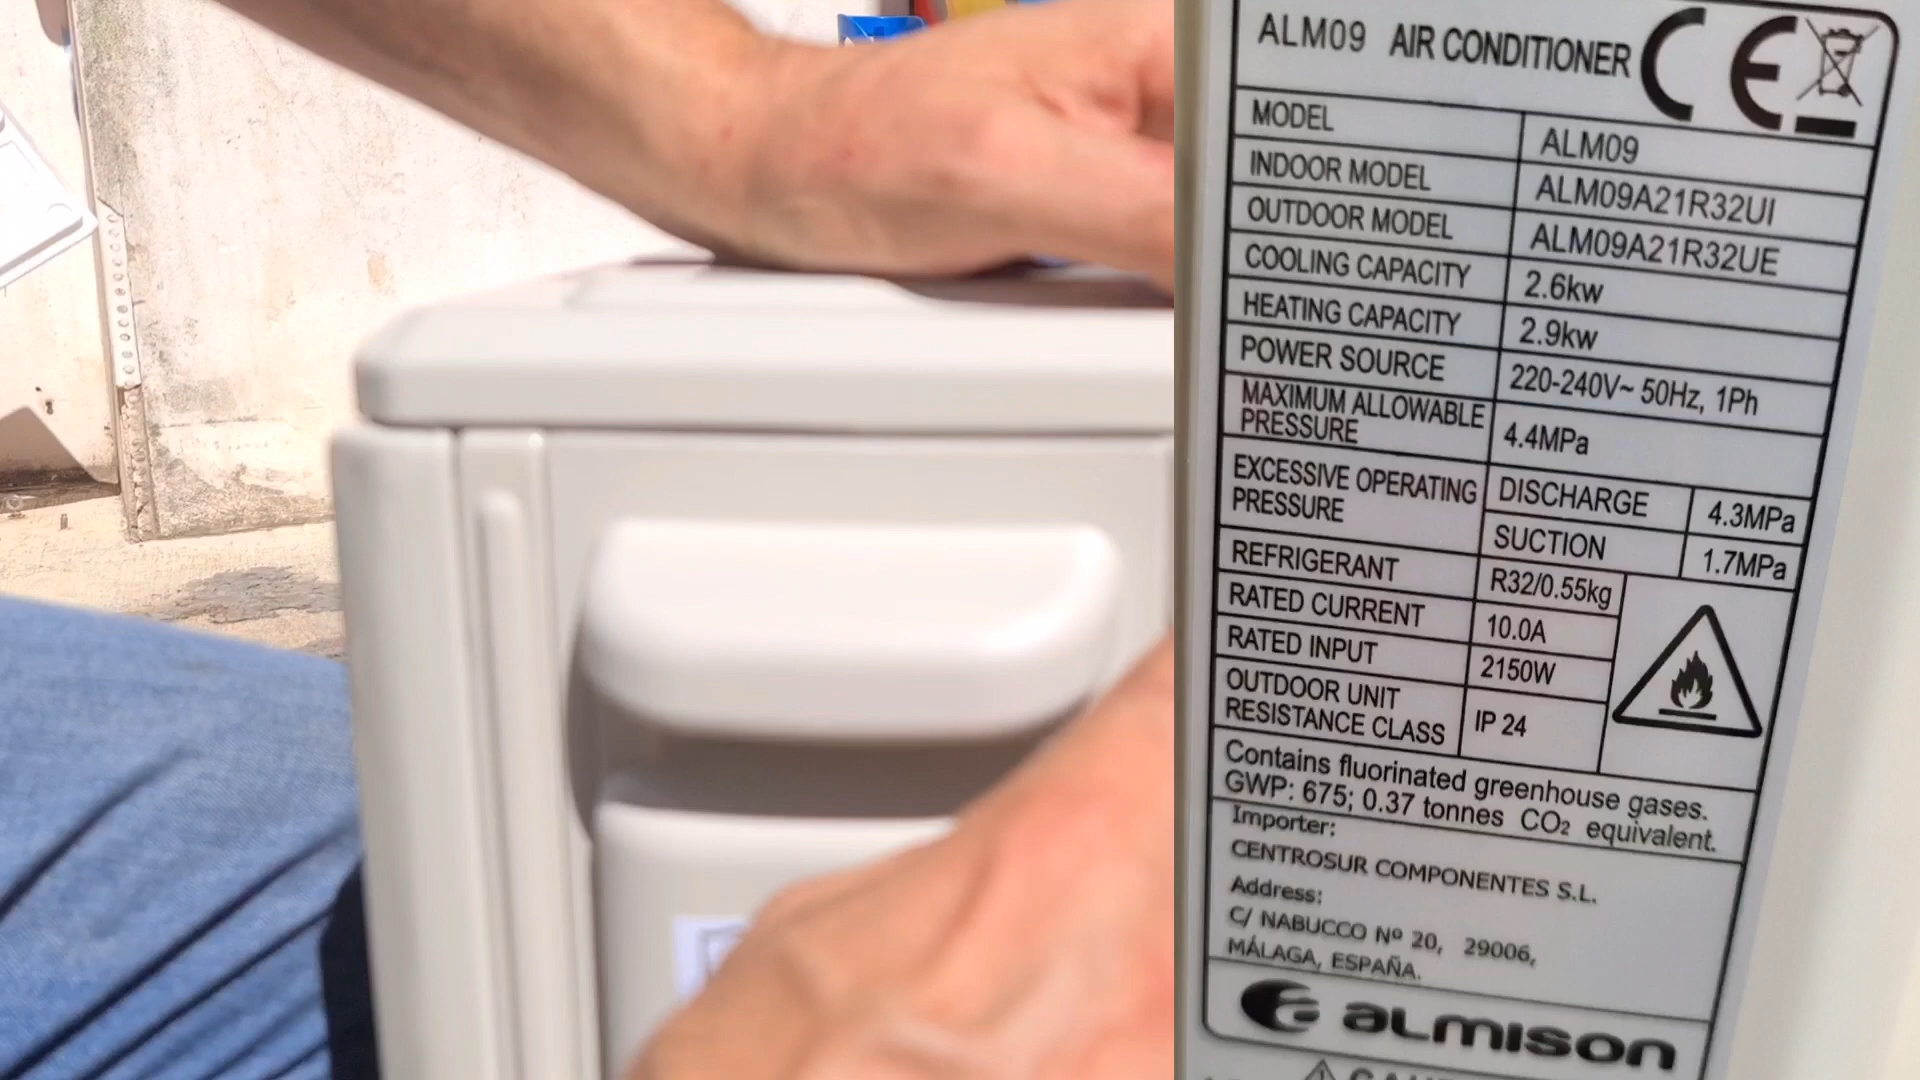 ALM09 AIR CONDITIONER CE
MODEL ALM09
INDOOR MODEL ALM09A21R32UI
OUTDOOR MODEL ALM09A21R32UE
COOLING CAPACITY 2.6kw
HEATING CAPACITY 2.9kw
POWER SOURCE 220-240V~ 50Hz, 1Ph
MAXIMUM ALLOWABLE
PRESSURE 4.4MPa
EXCESSIVE OPERATING
PRESSURE
DISCHARGE 4.3MPa
SUCTION 1.7MPa
REFRIGERANT R32/0.55kg
RATED CURRENT 10.0A
RATED INPUT 2150W
OUTDOOR UNIT
RESISTANCE CLASS IP 24
Contains fluorinated greenhouse gases.
GWP: 675; 0.37 tonnes CO₂ equivalent.
Importer:
CENTROSUR COMPONENTES S.L.
Address:
C/ NABUCCO Nº 20, 29006,
MÁLAGA, ESPAÑA.
almison